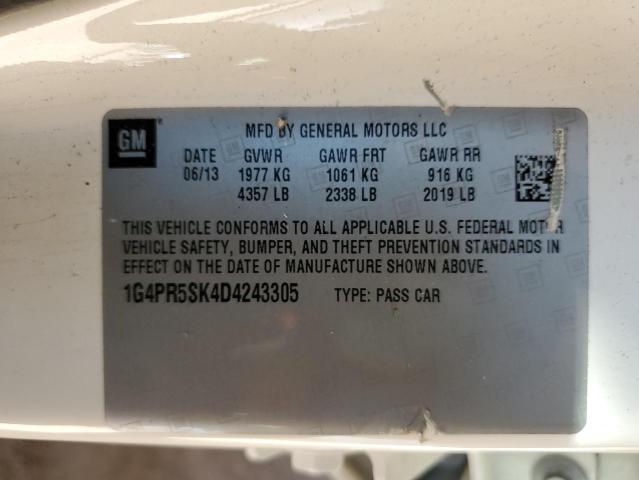 GM
MFD BY GENERAL MOTORS LLC
DATE GVWR GAWR FRT GAWR RR
06/13 1977 KG 1061 KG 916 KG
4357 LB 2338 LB 2019 LB
THIS VEHICLE CONFORMS TO ALL APPLICABLE U.S. FEDERAL MOTOR
VEHICLE SAFETY, BUMPER, AND THEFT PREVENTION STANDARDS IN
EFFECT ON THE DATE OF MANUFACTURE SHOWN ABOVE.
1G4PR5SK4D4243305 TYPE: PASS CAR